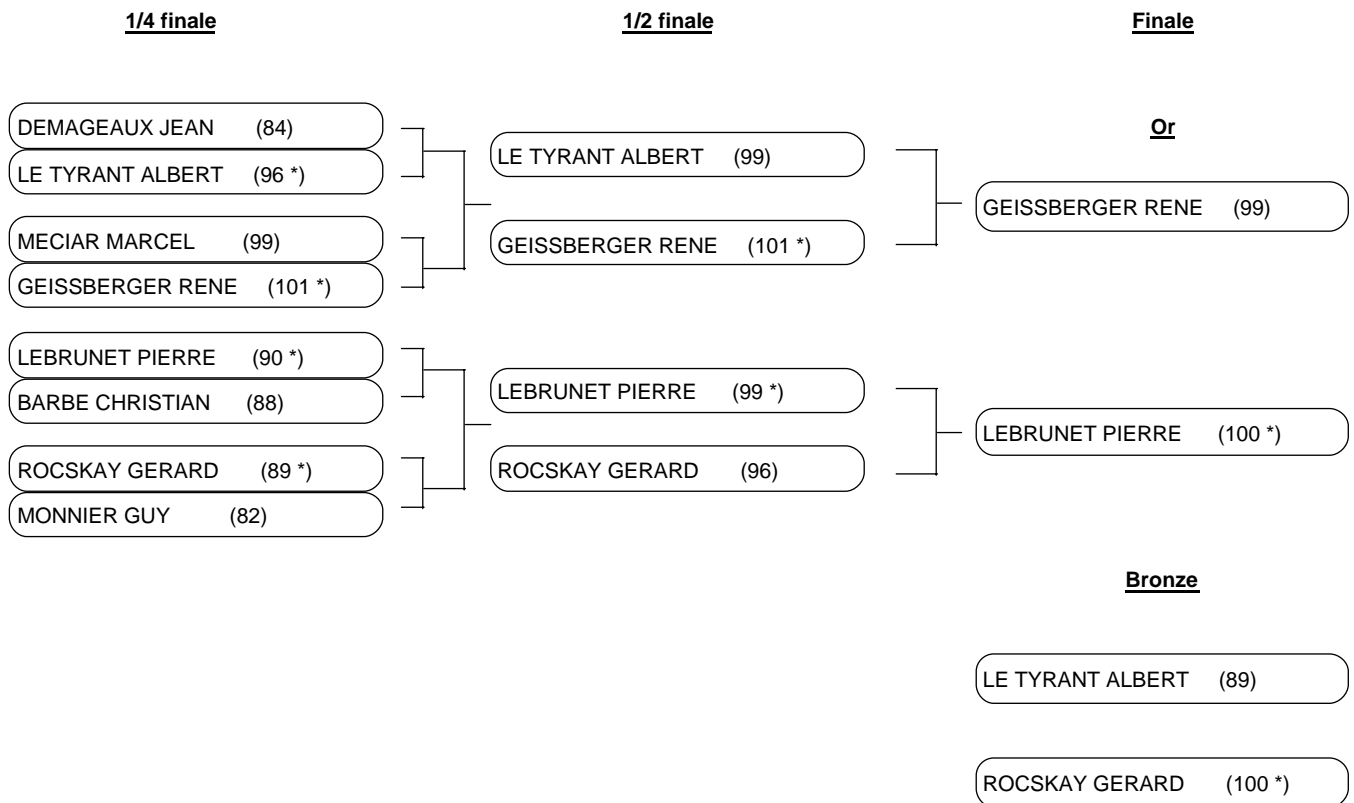 1/4 finale
1/2 finale
Finale
DEMAGEAUX JEAN (84)
LE TYRANT ALBERT (96 *)
MECIAR MARCEL (99)
GEISSBERGER RENE (101 *)
LEBRUNET PIERRE (90 *)
BARBE CHRISTIAN (88)
ROCSKAY GERARD (89 *)
MONNIER GUY (82)
LE TYRANT ALBERT (99)
GEISSBERGER RENE (101 *)
LEBRUNET PIERRE (99 *)
ROCSKAY GERARD (96)
Or
GEISSBERGER RENE (99)
LEBRUNET PIERRE (100 *)
Bronze
LE TYRANT ALBERT (89)
ROCSKAY GERARD (100 *)